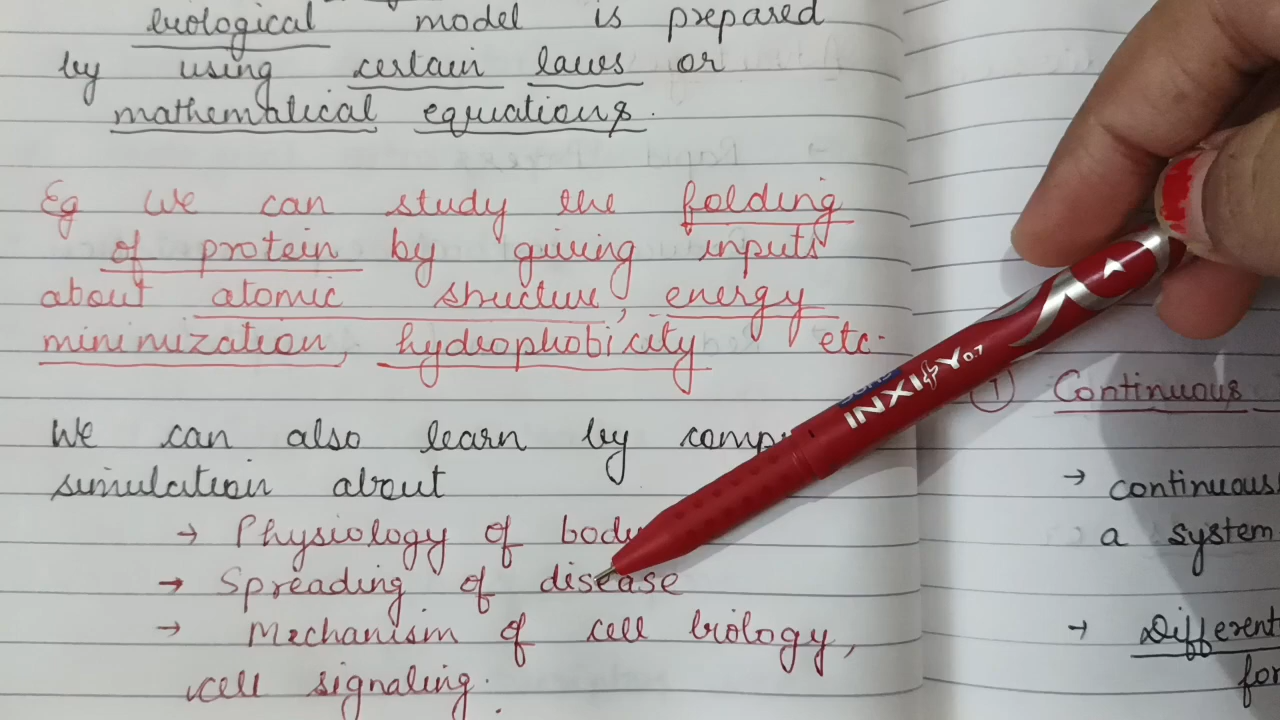 biological model is prepared
by using certain laws or
mathematical equations.
Eg We can study the folding
of protein by giving inputs
about atomic structure, energy
minimization, hydrophobicity etc.
We can also learn by comp
simulation about
→ Physiology of body
→ Spreading of disease
→ Mechanism of cell biology,
cell signaling.
INXI+Y 0.7
① Continuous
→ continuous
a system
→ Different
for